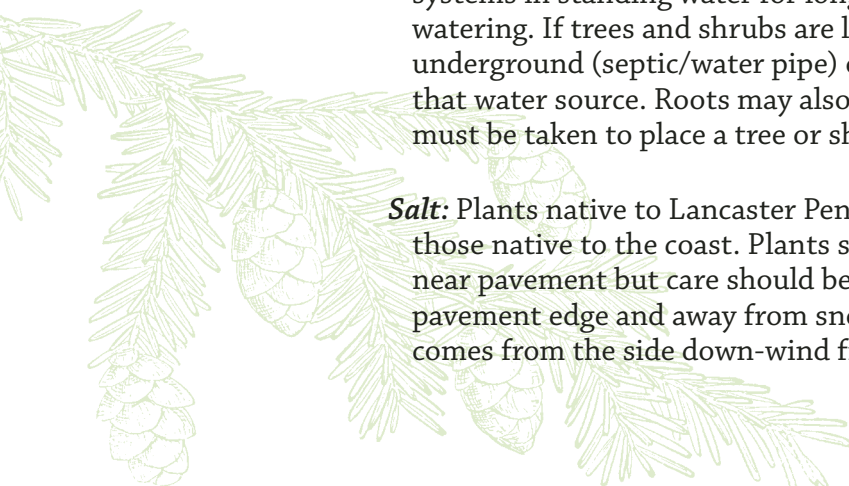 systems in standing water for long
watering. If trees and shrubs are l
underground (septic/water pipe)
that water source. Roots may also
must be taken to place a tree or sh
Salt: Plants native to Lancaster Pen
those native to the coast. Plants s
near pavement but care should be
pavement edge and away from sno
comes from the side down-wind f